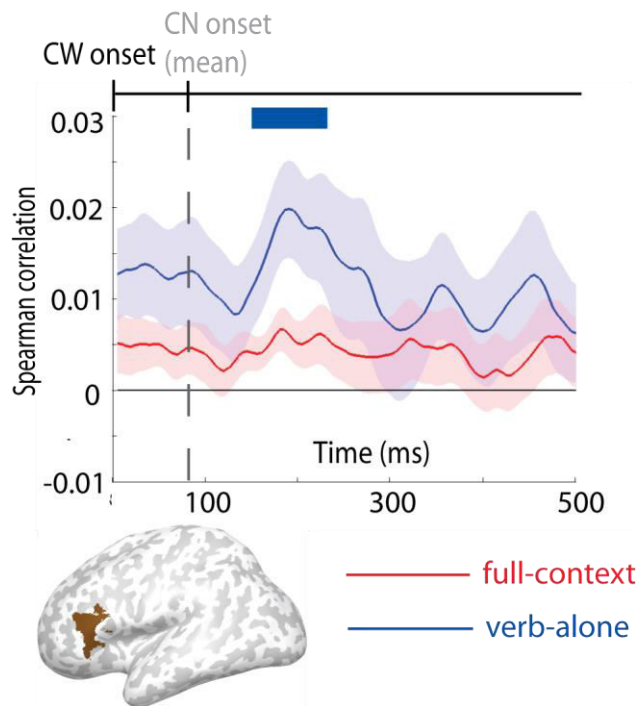 CN onset
CW onset (mean)
0.03
0.02
0.01
0
-0.01
Spearman correlation
Time (ms)
100
300
500
full-context
verb-alone